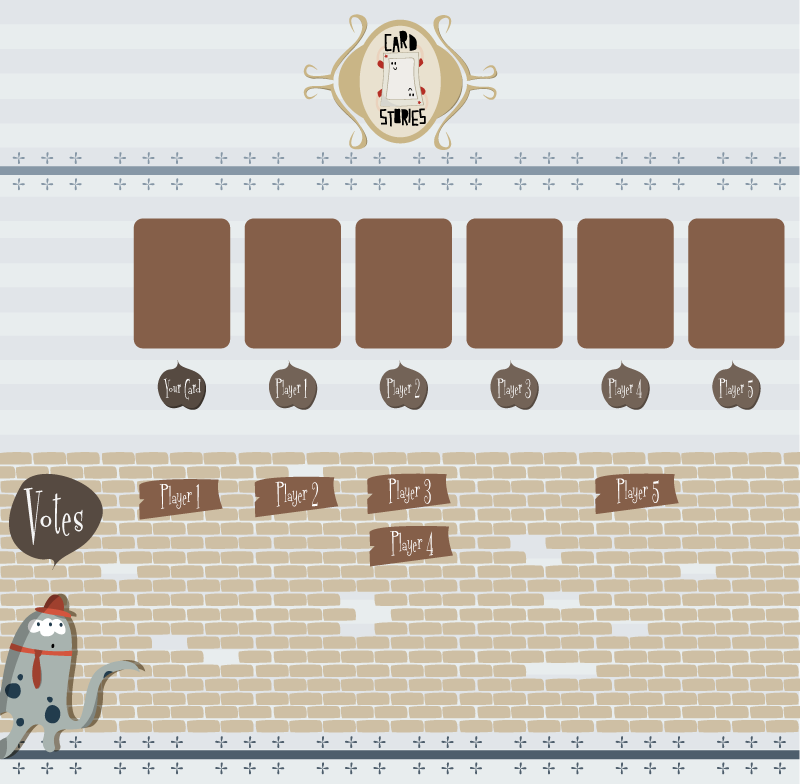 CARD
STORIES
Your Card
Player 1
Player 2
Player 3
Player 4
Player 5
Votes
Player 1
Player 2
Player 3
Player 5
Player 4